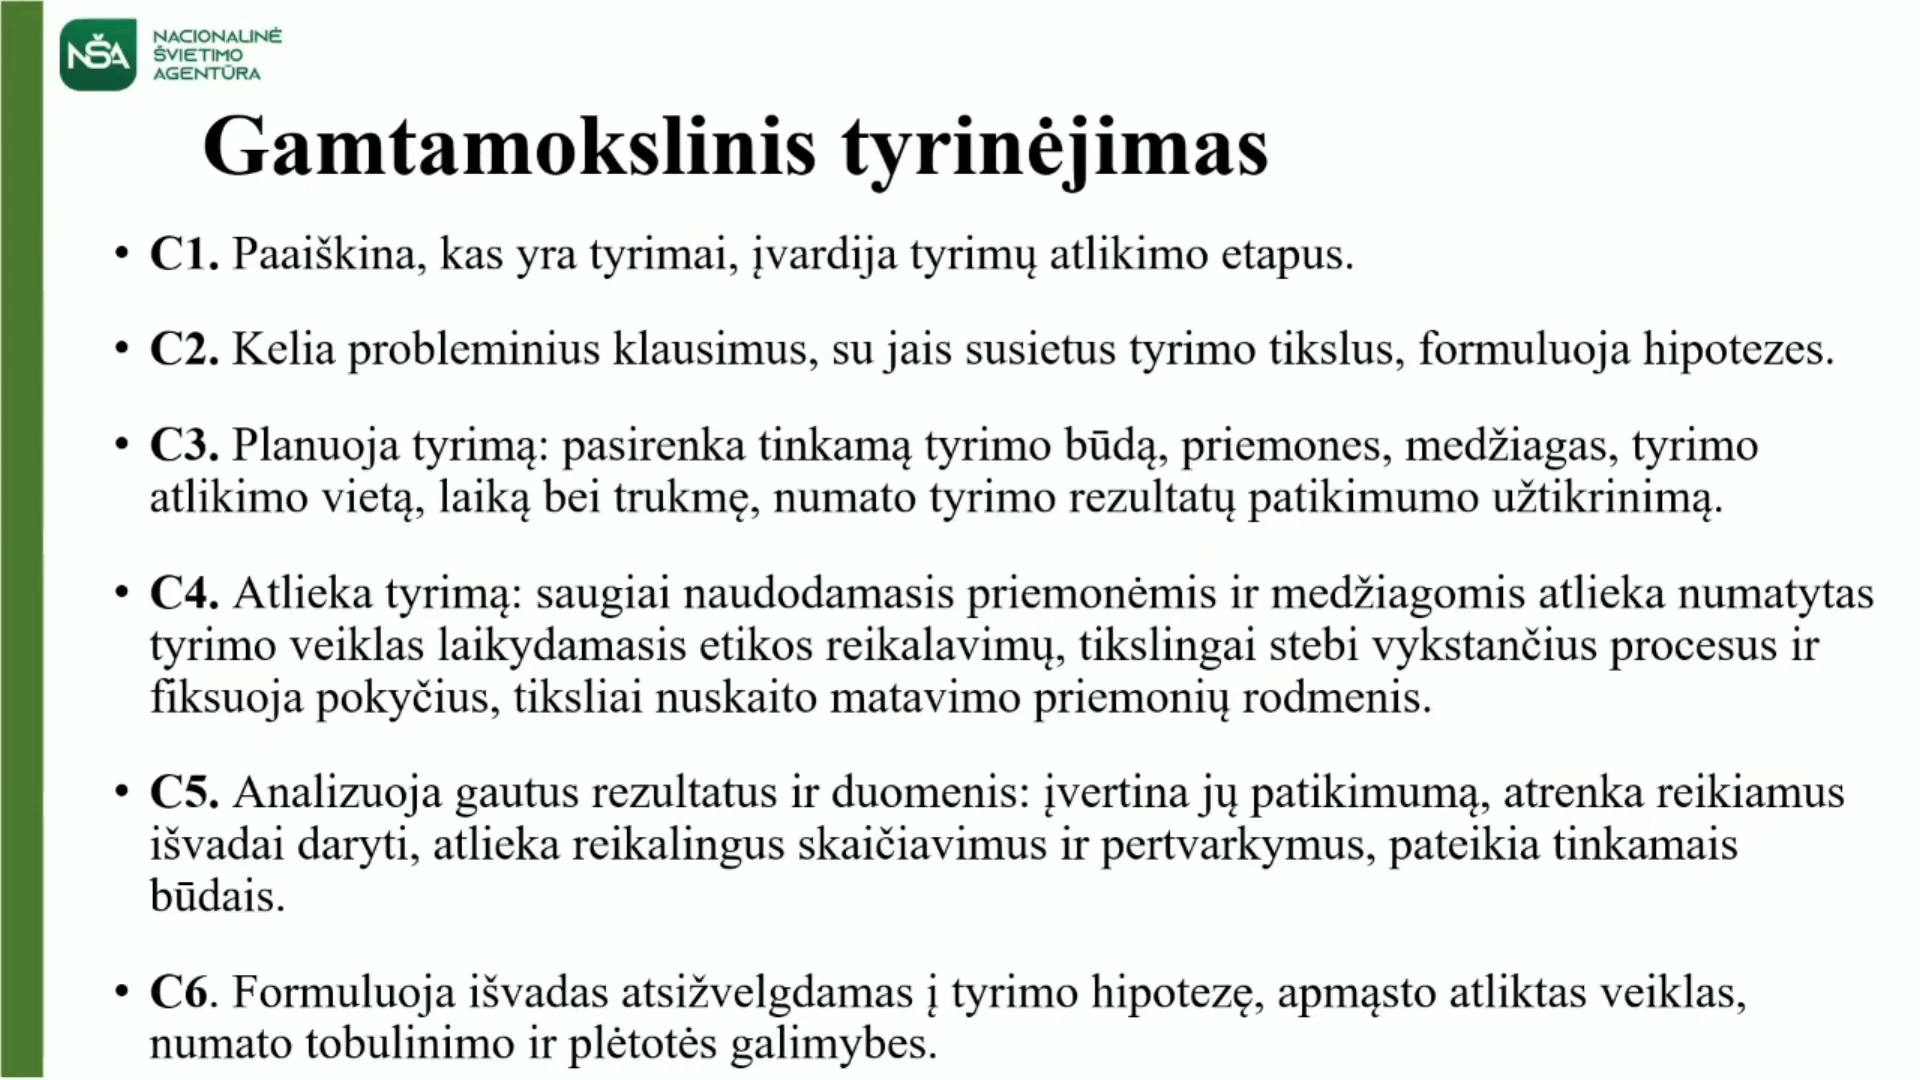 NŠA
NACIONALINĖ
ŠVIETIMO
AGENTŪRA
Gamtamokslinis tyrinėjimas
• C1. Paaiškina, kas yra tyrimai, įvardija tyrimų atlikimo etapus.
• C2. Kelia probleminius klausimus, su jais susietus tyrimo tikslus, formuluoja hipotezes.
• C3. Planuoja tyrimą: pasirenka tinkamą tyrimo būdą, priemones, medžiagas, tyrimo
atlikimo vietą, laiką bei trukmę, numato tyrimo rezultatų patikimumo užtikrinimą.
• C4. Atlieka tyrimą: saugiai naudodamasis priemonėmis ir medžiagomis atlieka numatytas
tyrimo veiklas laikydamasis etikos reikalavimų, tikslingai stebi vykstančius procesus ir
fiksuoja pokyčius, tiksliai nuskaito matavimo priemonių rodmenis.
• C5. Analizuoja gautus rezultatus ir duomenis: įvertina jų patikimumą, atrenka reikiamus
išvadai daryti, atlieka reikalingus skaičiavimus ir pertvarkymus, pateikia tinkamais
būdais.
• C6. Formuluoja išvadas atsižvelgdamas į tyrimo hipotezę, apmąsto atliktas veiklas,
numato tobulinimo ir plėtotės galimybes.